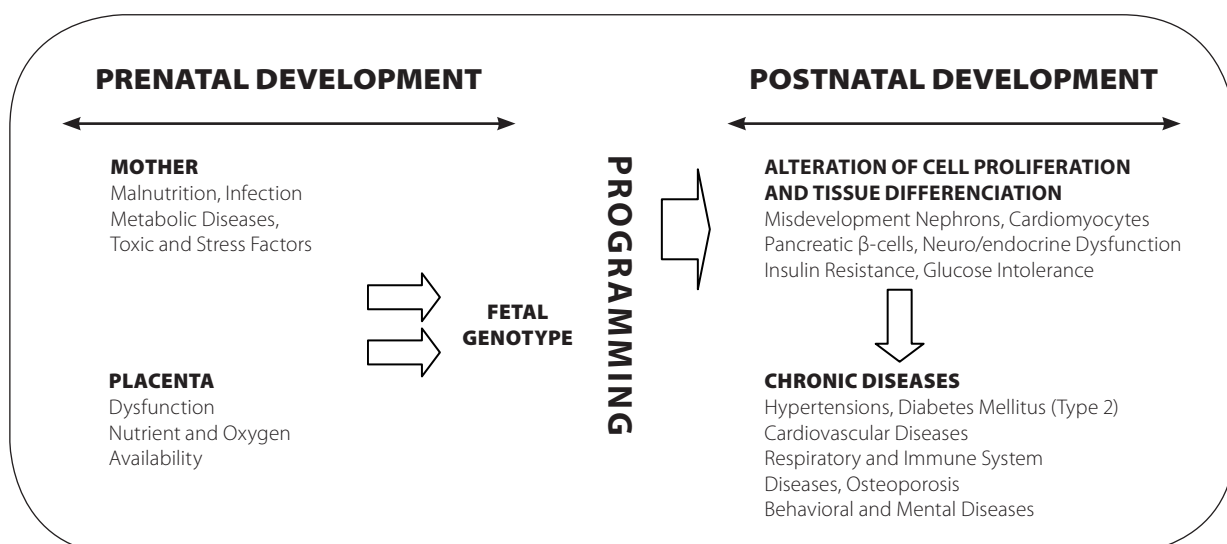 PRENATAL DEVELOPMENT
MOTHER
Malnutrition, Infection
Metabolic Diseases,
Toxic and Stress Factors
PLACENTA
Dysfunction
Nutrient and Oxygen
Availability
FETAL
GENOTYPE
PROGRAMMING
POSTNATAL DEVELOPMENT
ALTERATION OF CELL PROLIFERATION
AND TISSUE DIFFERENCIATION
Misdevelopment Nephrons, Cardiomyocytes
Pancreatic β-cells, Neuro/endocrine Dysfunction
Insulin Resistance, Glucose Intolerance
CHRONIC DISEASES
Hypertensions, Diabetes Mellitus (Type 2)
Cardiovascular Diseases
Respiratory and Immune System
Diseases, Osteoporosis
Behavioral and Mental Diseases